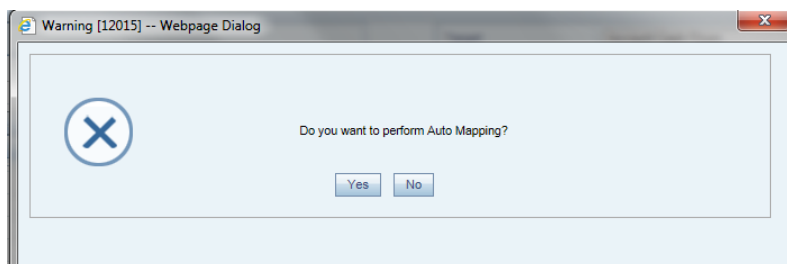 Warning [12015] -- Webpage Dialog
Do you want to perform Auto Mapping?
Yes No